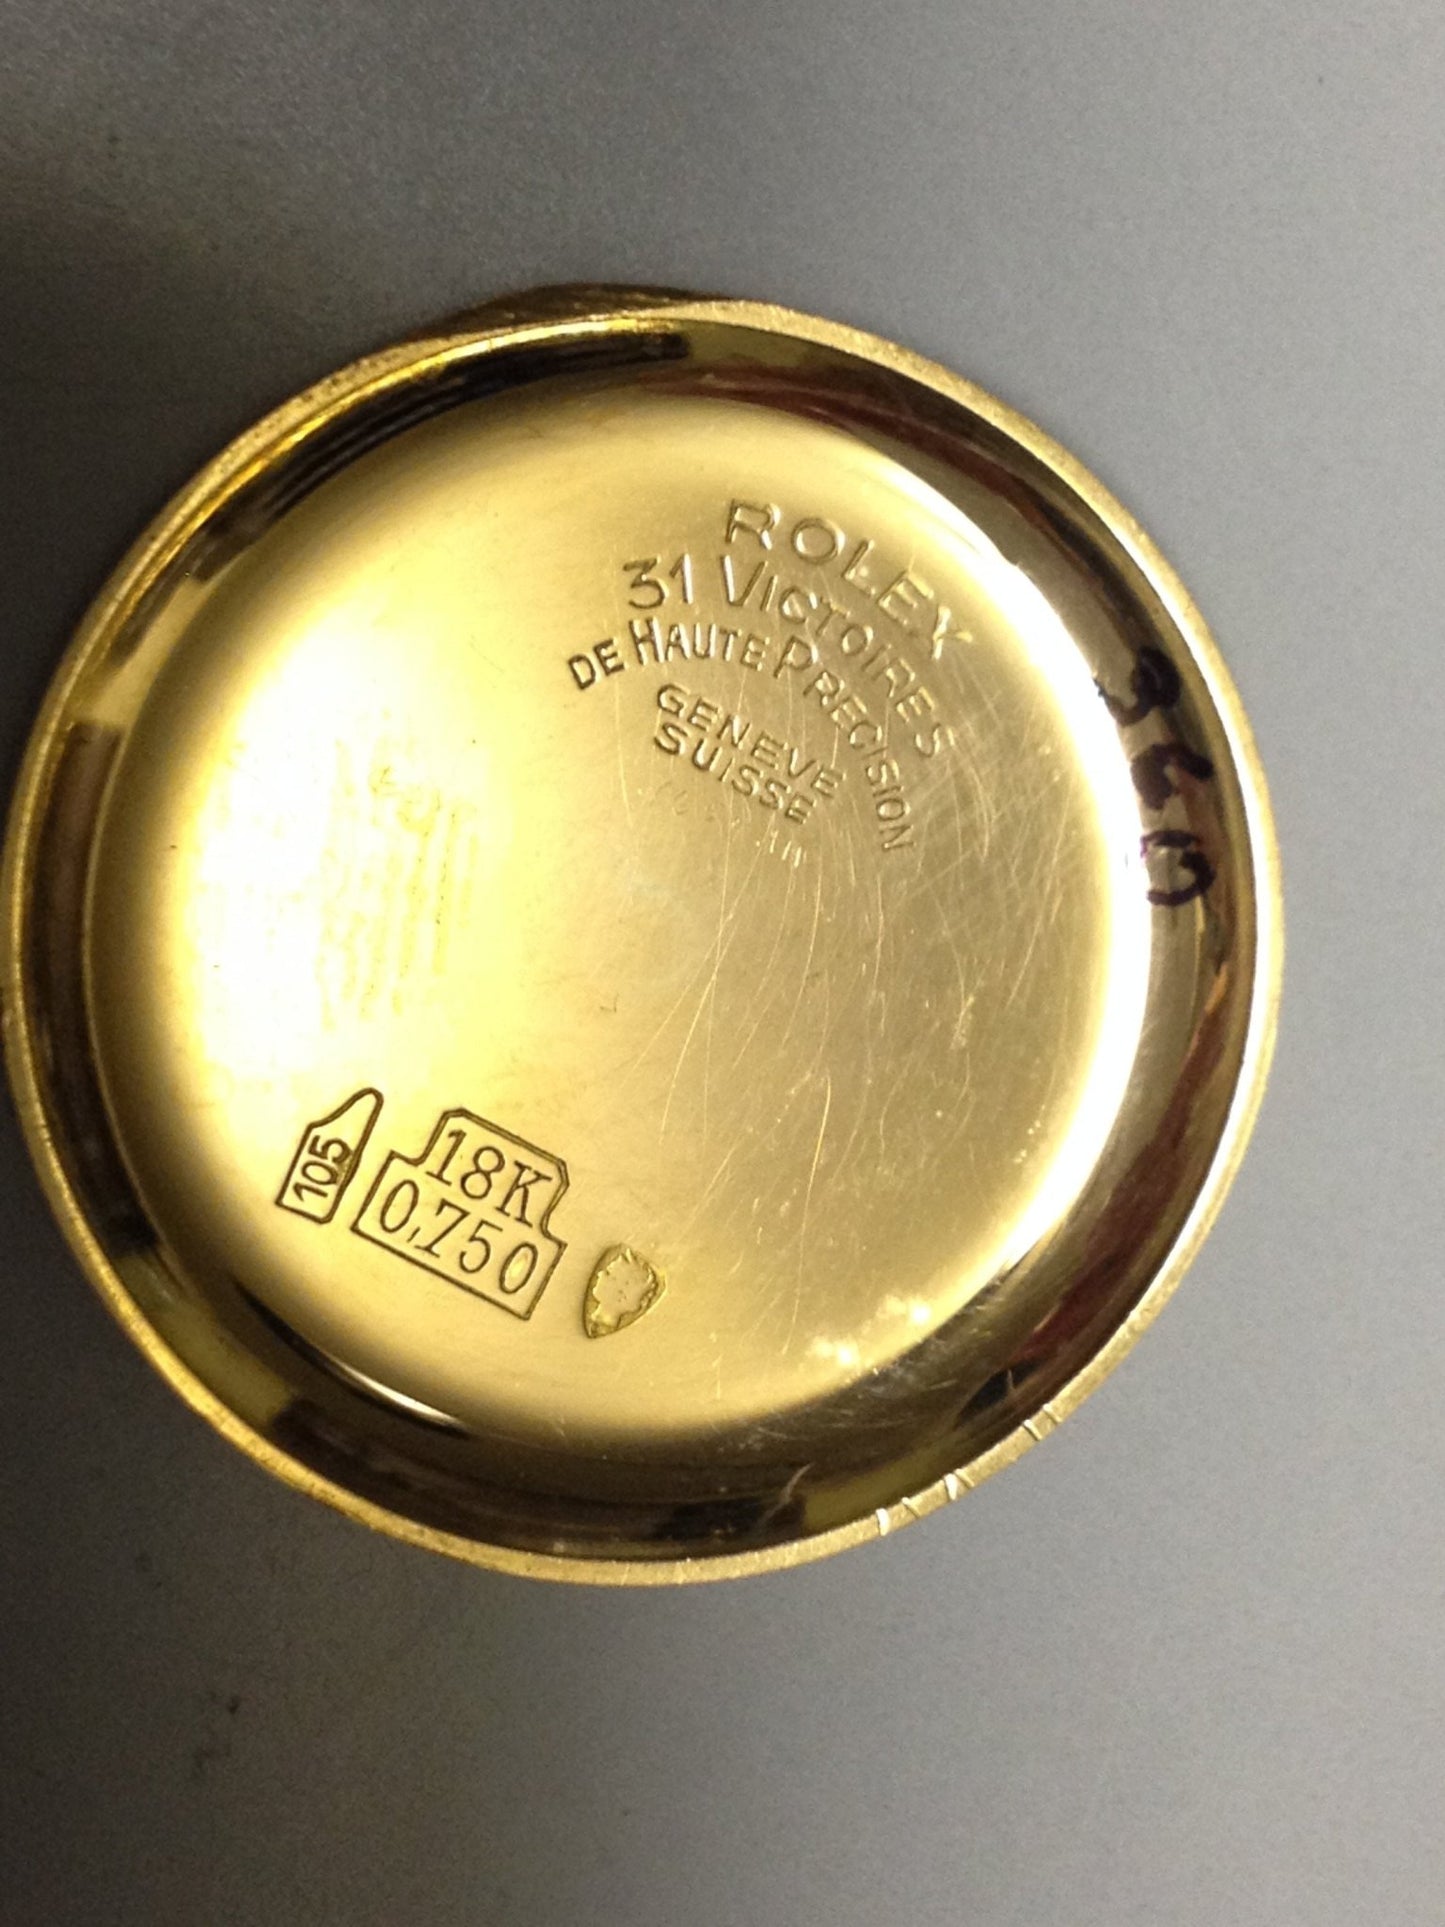 ROLEX
31 VICTOIRES
DE HAUTE PRECISION
GENEVE
SUISSE
105
18K
0,750